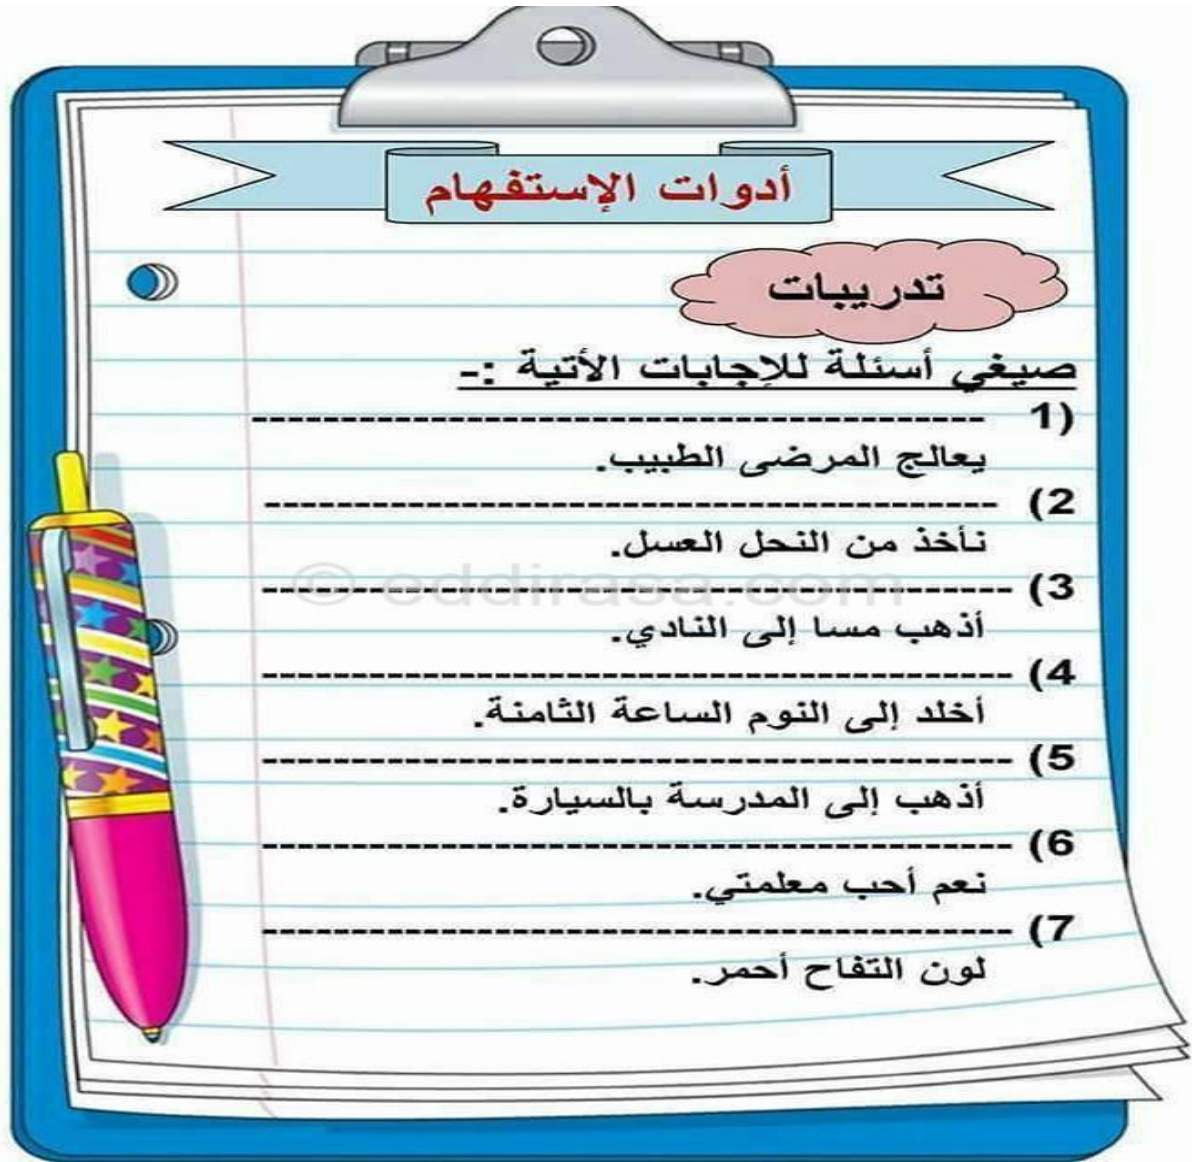 أدوات الإستفهام
تدريبات
صيغي أسئلة للإجابات الأتية :-
1) ------------------------------------------
يعالج المرضى الطبيب.
2) ------------------------------------------
نأخذ من النحل العسل.
© eddirasa.com
3) ------------------------------------------
أذهب مسا إلى النادي.
4) ------------------------------------------
أخلد إلى النوم الساعة الثامنة.
5) ------------------------------------------
أذهب إلى المدرسة بالسيارة.
6) ------------------------------------------
نعم أحب معلمتي.
7) ------------------------------------------
لون التفاح أحمر.